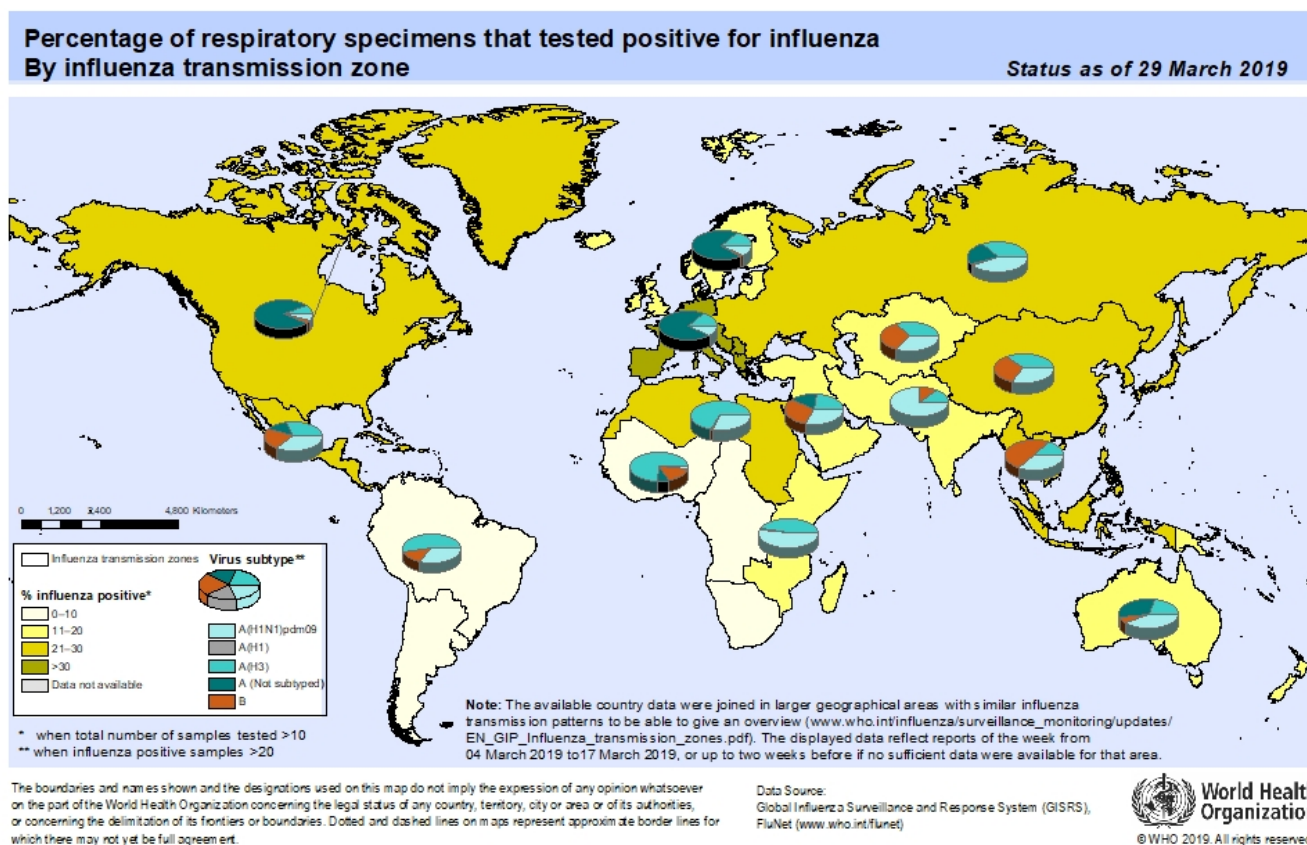 Percentage of respiratory specimens that tested positive for influenza
By influenza transmission zone
Status as of 29 March 2019
0 1,200 2,400 4,800 Kilometers
Influenza transmission zones
Virus subtype**
% influenza positive*
0–10
11–20
21–30
>30
Data not available
A(H1N1)pdm09
A(H1)
A(H3)
A (Not subtyped)
B
* when total number of samples tested >10
** when influenza positive samples >20
Note: The available country data were joined in larger geographical areas with similar influenza
transmission patterns to be able to give an overview (www.who.int/influenza/surveillance_monitoring/updates/
EN_GIP_Influenza_transmission_zones.pdf). The displayed data reflect reports of the week from
04 March 2019 to17 March 2019, or up to two weeks before if no sufficient data were available for that area.
The boundaries and names shown and the designations used on this map do not imply the expression of any opinion whatsoever
on the part of the World Health Organization concerning the legal status of any country, territory, city or area or of its authorities,
or concerning the delimitation of its frontiers or boundaries. Dotted and dashed lines on maps represent approximate border lines for
which there may not yet be full agreement.
Data Source:
Global Influenza Surveillance and Response System (GISRS),
FluNet (www.who.int/flunet)
World Healt
Organizatio
© WHO 2019. All rights reserve